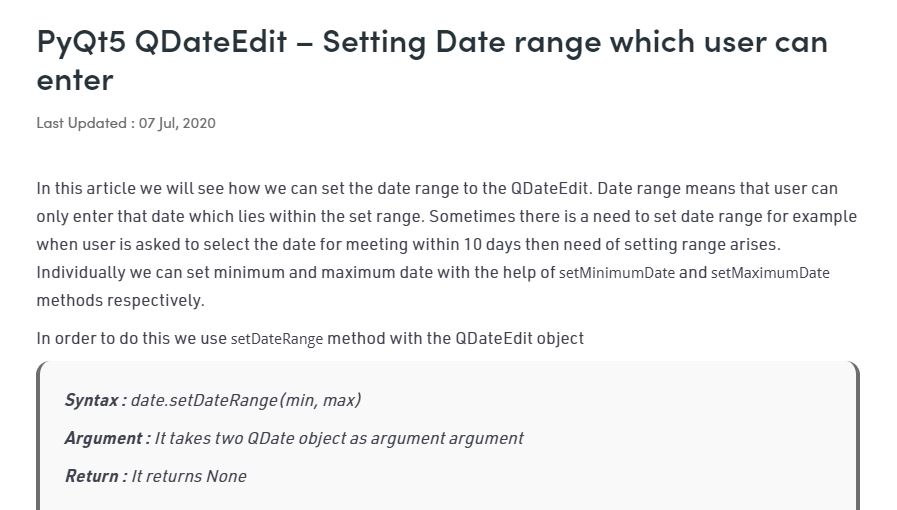 PyQt5 QDateEdit – Setting Date range which user can
enter
Last Updated : 07 Jul, 2020
In this article we will see how we can set the date range to the QDateEdit. Date range means that user can
only enter that date which lies within the set range. Sometimes there is a need to set date range for example
when user is asked to select the date for meeting within 10 days then need of setting range arises.
Individually we can set minimum and maximum date with the help of setMinimumDate and setMaximumDate
methods respectively.
In order to do this we use setDateRange method with the QDateEdit object
Syntax : date.setDateRange(min, max)
Argument : It takes two QDate object as argument argument
Return : It returns None